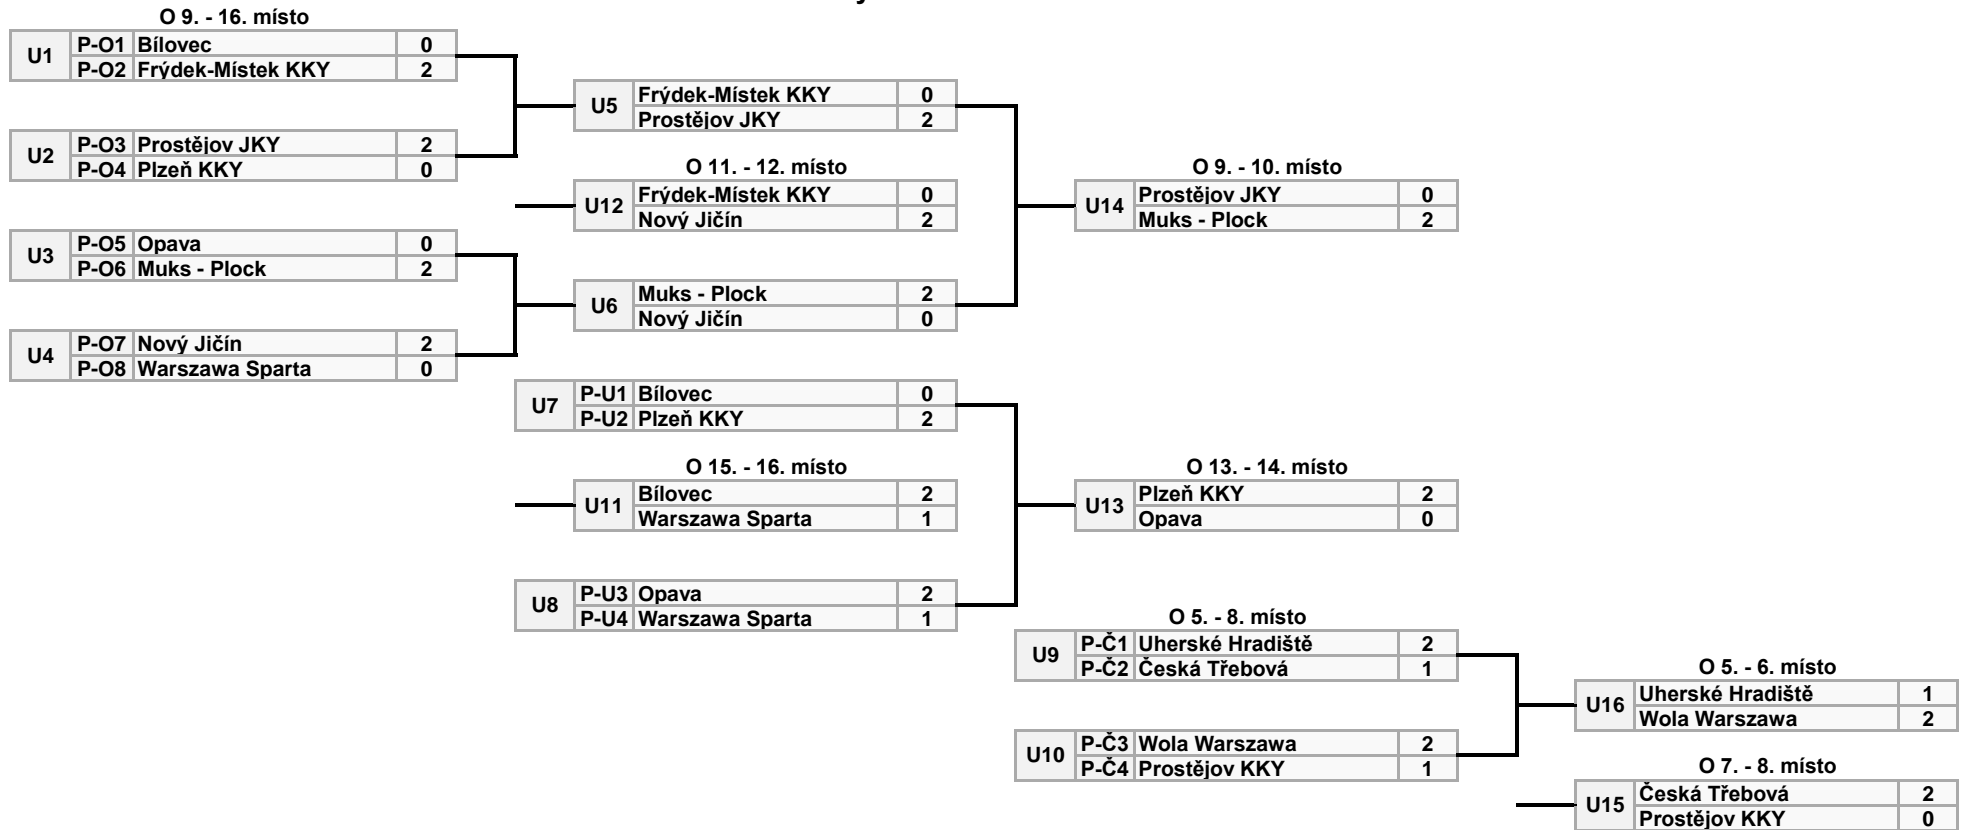 O 9. - 16. místo
U1
P-O1 Bílovec 0
P-O2 Frýdek-Místek KKY 2
U2
P-O3 Prostějov JKY 2
P-O4 Plzeň KKY 0
U3
P-O5 Opava 0
P-O6 Muks - Plock 2
U4
P-O7 Nový Jičín 2
P-O8 Warszawa Sparta 0
U5
Frýdek-Místek KKY 0
Prostějov JKY 2
O 11. - 12. místo
U12
Frýdek-Místek KKY 0
Nový Jičín 2
U6
Muks - Plock 2
Nový Jičín 0
O 9. - 10. místo
U14
Prostějov JKY 0
Muks - Plock 2
U7
P-U1 Bílovec 0
P-U2 Plzeň KKY 2
O 15. - 16. místo
U11
Bílovec 2
Warszawa Sparta 1
U8
P-U3 Opava 2
P-U4 Warszawa Sparta 1
O 13. - 14. místo
U13
Plzeň KKY 2
Opava 0
O 5. - 8. místo
U9
P-Č1 Uherské Hradiště 2
P-Č2 Česká Třebová 1
U10
P-Č3 Wola Warszawa 2
P-Č4 Prostějov KKY 1
O 5. - 6. místo
U16
Uherské Hradiště 1
Wola Warszawa 2
O 7. - 8. místo
U15
Česká Třebová 2
Prostějov KKY 0